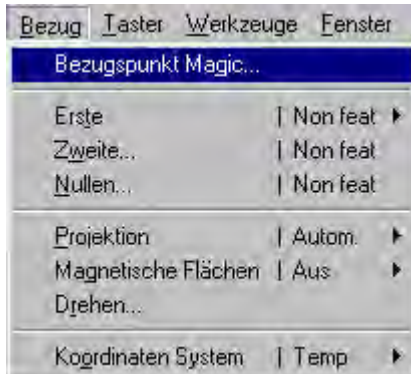 Bezug Taster Werkzeuge Fenster
Bezugspunkt Magic...
Erste | Non feat
Zweite... | Non feat
Nullen... | Non feat
Projektion | Autom.
Magnetische Flächen | Aus
Drehen...
Koordinaten System | Temp